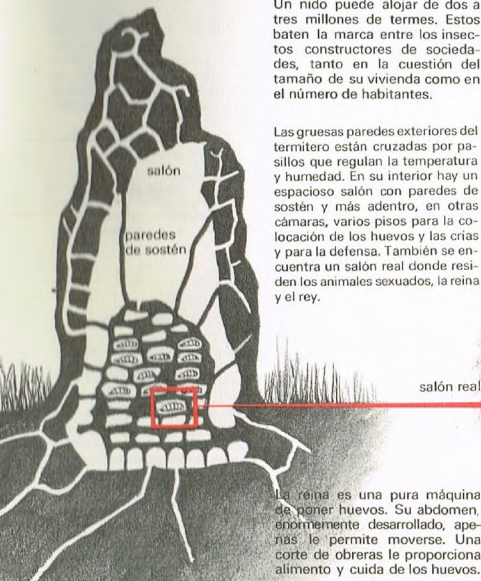 Un nido puede alojar de dos a
tres millones de termes. Estos
baten la marca entre los insec-
tos constructores de socieda-
des, tanto en la cuestión del
tamaño de su vivienda como en
el número de habitantes.
Las gruesas paredes exteriores del
termitero están cruzadas por pa-
sillos que regulan la temperatura
y humedad. En su interior hay un
espacioso salón con paredes de
sostén y más adentro, en otras
cámaras, varios pisos para la co-
locación de los huevos y las crias
y para la defensa. También se en-
cuentra un salón real donde resi-
den los animales sexuados, la reina
y el rey.
salón
paredes
de sostén
salón real
La reina es una pura máquina
de poner huevos. Su abdomen,
enormemente desarrollado, ape-
nas le permite moverse. Una
corte de obreras le proporciona
alimento y cuida de los huevos.